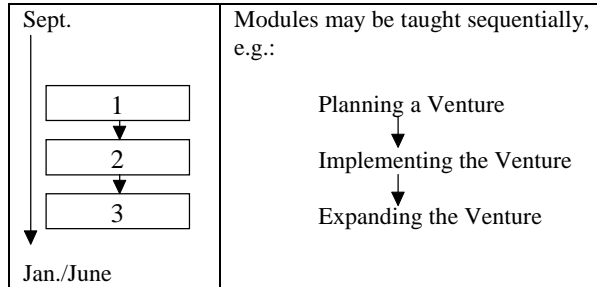 Sept.
1
2
3
Jan./June
Modules may be taught sequentially,
e.g.:
Planning a Venture
Implementing the Venture
Expanding the Venture